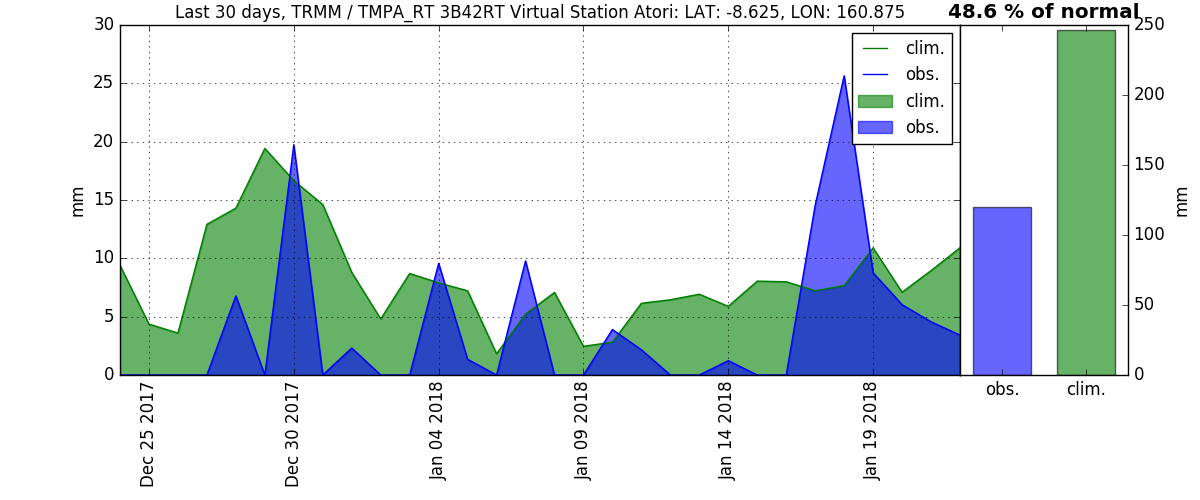 Last 30 days, TRMM / TMPA_RT 3B42RT Virtual Station Atori: LAT: -8.625, LON: 160.875
48.6 % of normal
30
25
20
15
10
5
0
mm
clim.
obs.
clim.
obs.
250
200
150
100
50
0
mm
obs.
clim.
Dec 25 2017
Dec 30 2017
Jan 04 2018
Jan 09 2018
Jan 14 2018
Jan 19 2018